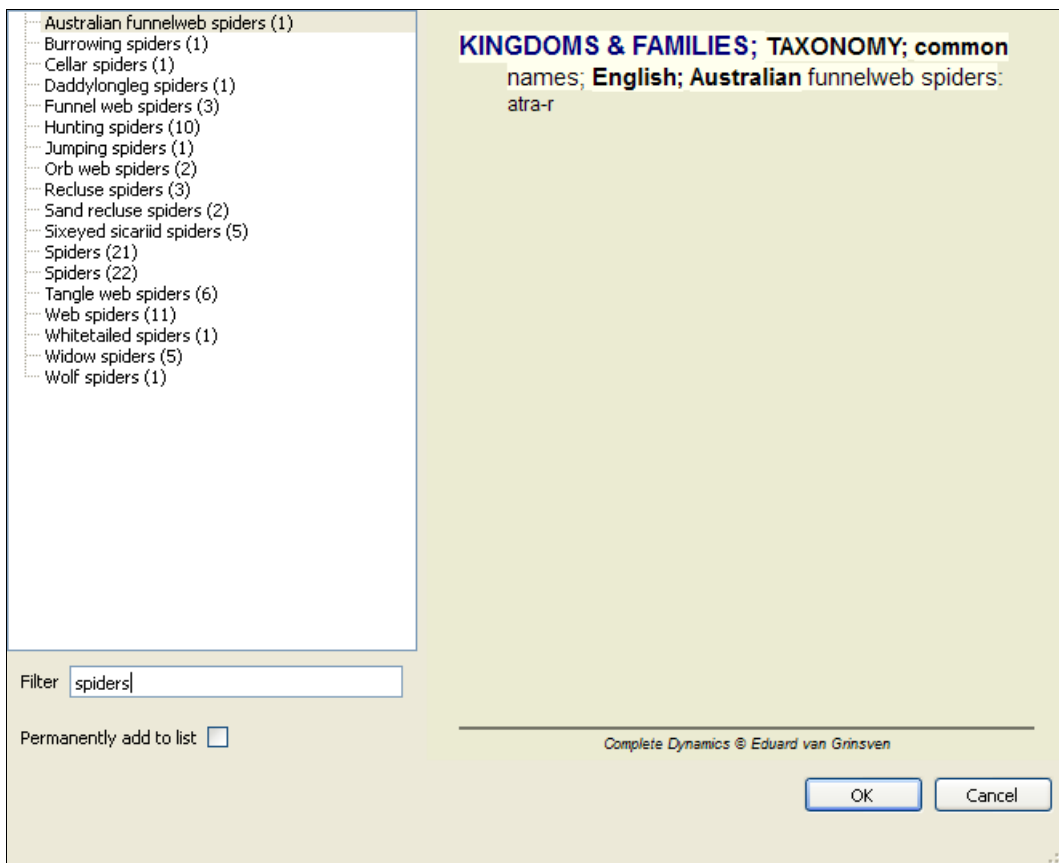 Australian funnelweb spiders (1)
Burrowing spiders (1)
Cellar spiders (1)
Daddylongleg spiders (1)
Funnel web spiders (3)
Hunting spiders (10)
Jumping spiders (1)
Orb web spiders (2)
Recluse spiders (3)
Sand recluse spiders (2)
Sixeyed sicariid spiders (5)
Spiders (21)
Spiders (22)
Tangle web spiders (6)
Web spiders (11)
Whitetailed spiders (1)
Widow spiders (5)
Wolf spiders (1)
Filter spiders
Permanently add to list
KINGDOMS & FAMILIES; TAXONOMY; common
names; English; Australian funnelweb spiders:
atra-r
Complete Dynamics © Eduard van Grinsven
OK Cancel